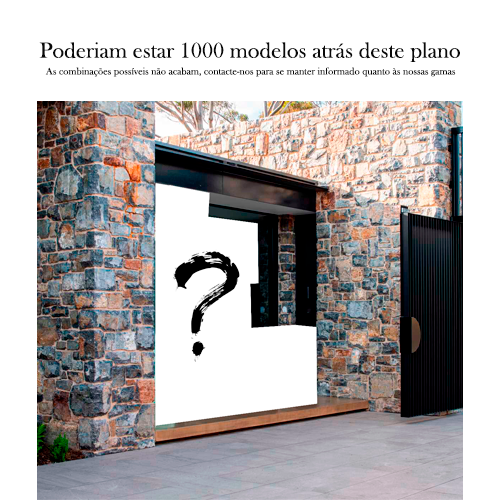 Poderiam estar 1000 modelos atrás deste plano
As combinações possíveis não acabam, contacte-nos para se manter informado quanto às nossas gamas
?